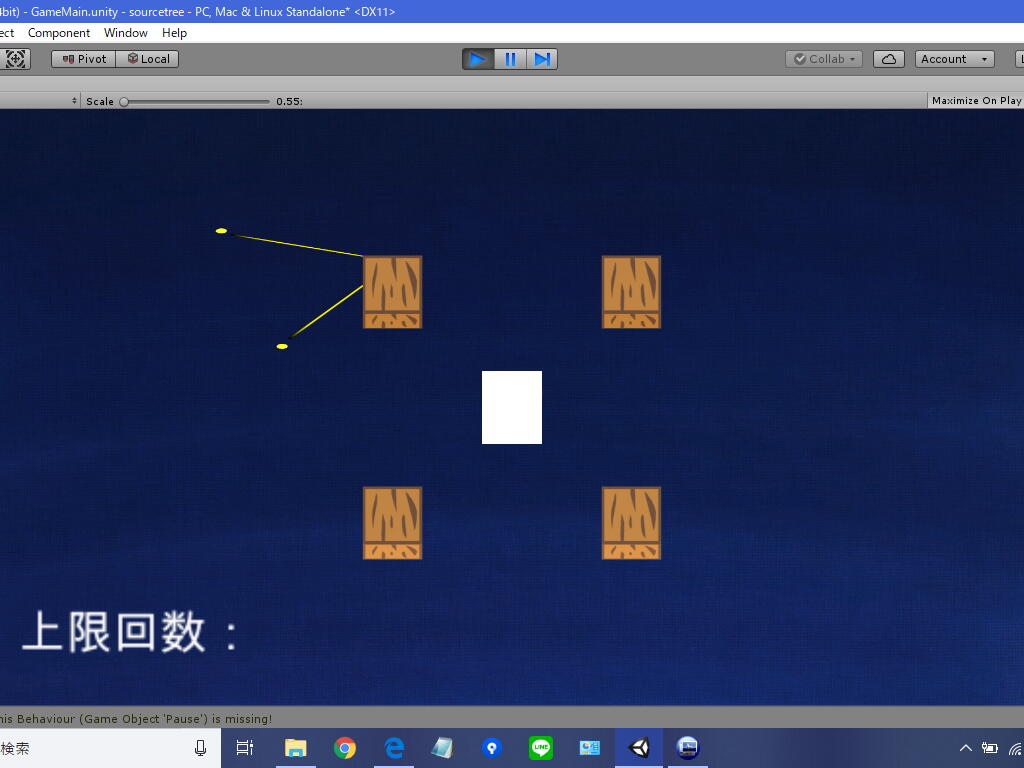 4bit) - GameMain.unity - sourcetree - PC, Mac & Linux Standalone* <DX11>
ect Component Window Help
Pivot Local Collab Account L
Scale 0.55: Maximize On Play
上限回数：
his Behaviour (Game Object 'Pause') is missing!
検索
LINE